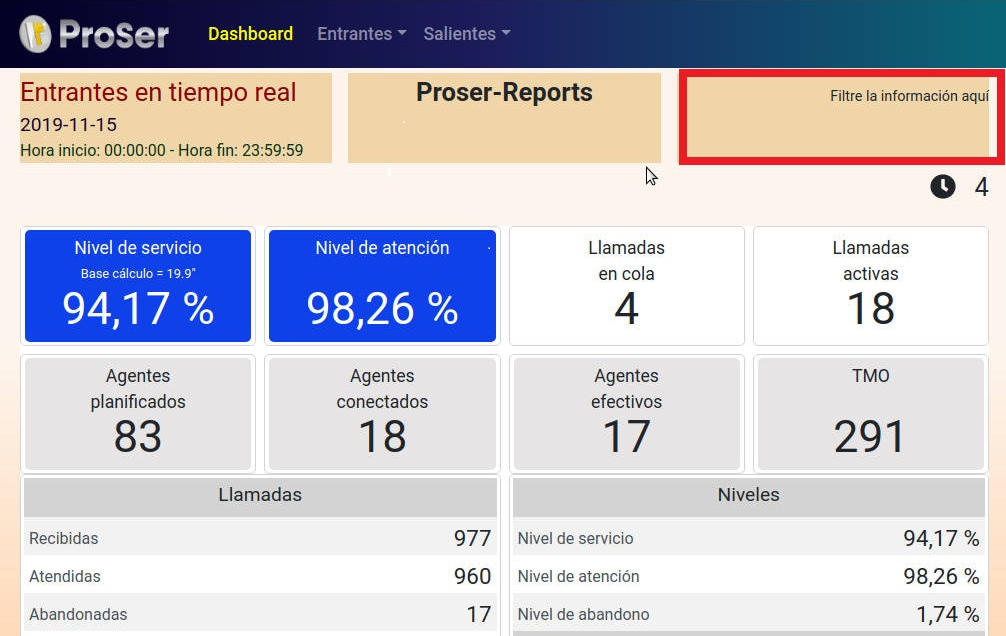 ProSer Dashboard Entrantes Salientes
Entrantes en tiempo real
2019-11-15
Hora inicio: 00:00:00 - Hora fin: 23:59:59
Proser-Reports
Filtre la información aquí
4
Nivel de servicio
Base cálculo = 19.9"
94,17 %
Nivel de atención
98,26 %
Llamadas
en cola
4
Llamadas
activas
18
Agentes
planificados
83
Agentes
conectados
18
Agentes
efectivos
17
TMO
291
Llamadas
Recibidas 977
Atendidas 960
Abandonadas 17
Niveles
Nivel de servicio 94,17 %
Nivel de atención 98,26 %
Nivel de abandono 1,74 %